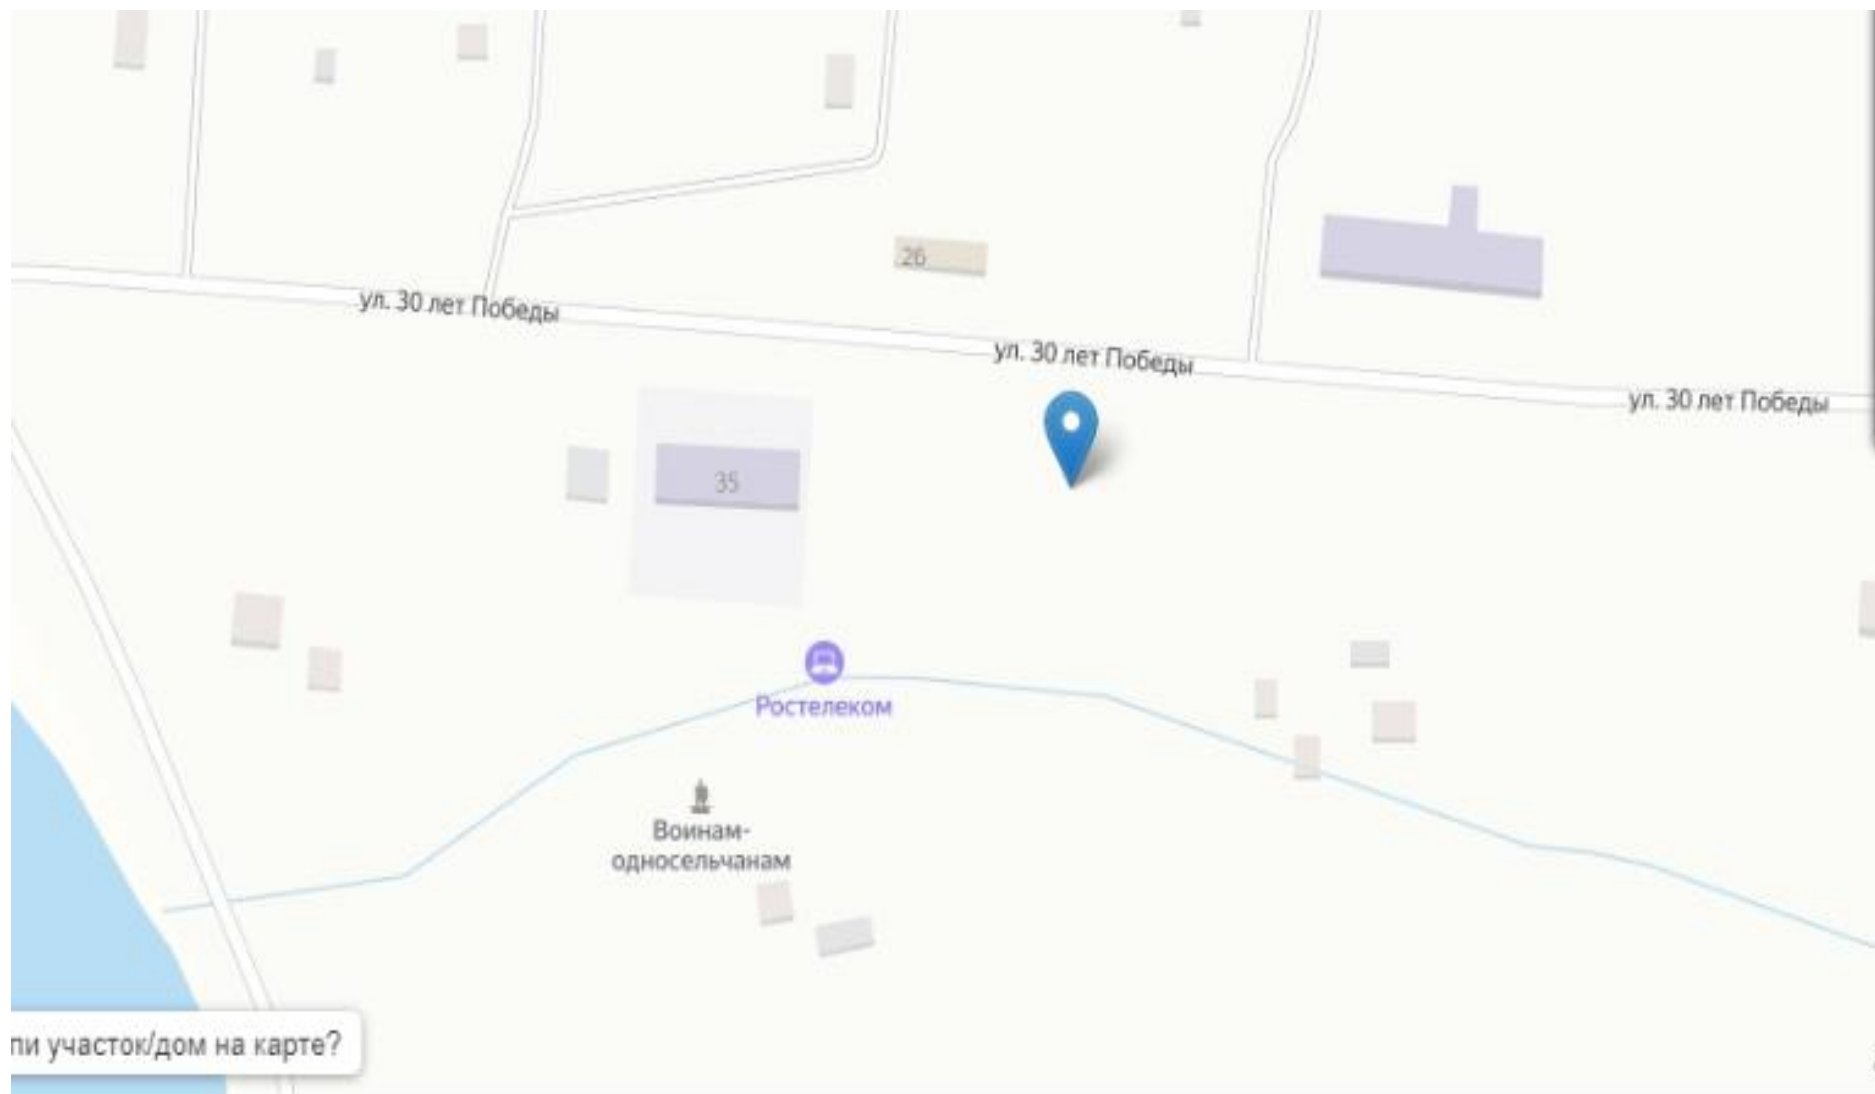 26
ул. 30 лет Победы
ул. 30 лет Победы
ул. 30 лет Победы
35
Ростелеком
Воинам-
односельчанам
ли участок/дом на карте?